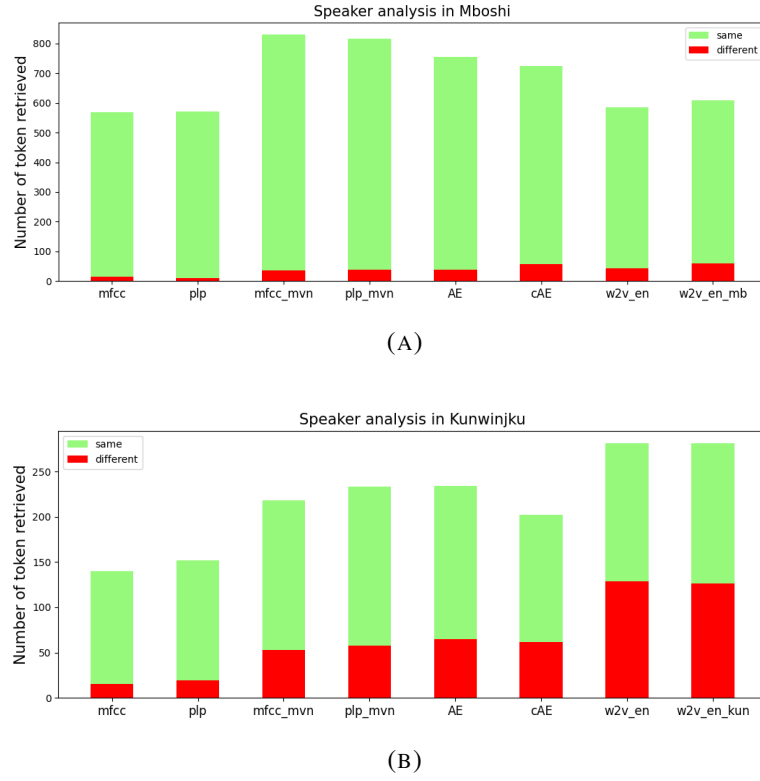 Speaker analysis in Mboshi
Number of token retrieved
800
700
600
500
400
300
200
100
0
same
different
mfcc plp mfcc_mvn plp_mvn AE cAE w2v_en w2v_en_mb
(A)
Speaker analysis in Kunwinjku
Number of token retrieved
250
200
150
100
50
0
same
different
mfcc plp mfcc_mvn plp_mvn AE cAE w2v_en w2v_en_kun
(B)